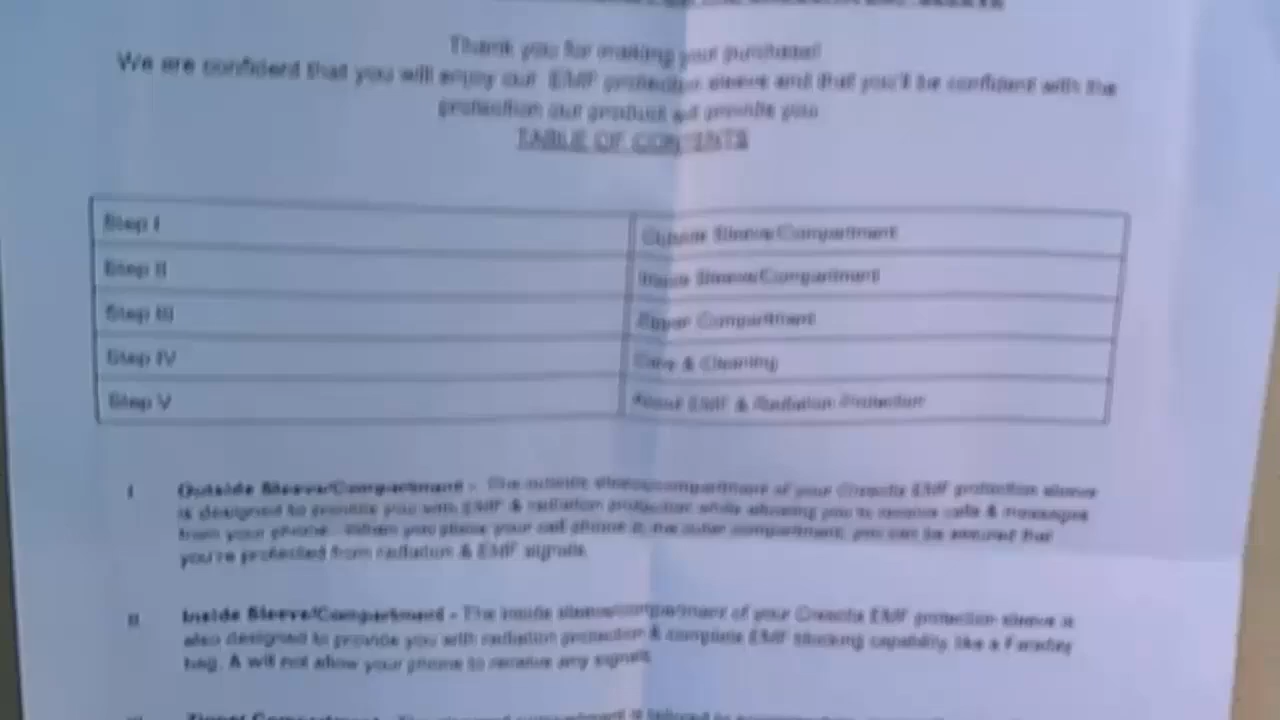 Thank you for making your purchase!
We are confident that you will enjoy our EMF protection sleeve and that you'll be confident with the
protection our product will provide you
TABLE OF CONTENTS
Step I
Outside Sleeve/Compartment
Step II
Inside Sleeve/Compartment
Step III
Zipper Compartment
Step IV
Care & Cleaning
Step V
About EMF & Radiation Protection
I Outside Sleeve/Compartment - The outside sleeve/compartment of your EMF protection sleeve
is designed to provide you with EMF & radiation protection while allowing you to receive calls & messages
from your phone. When you place your cell phone in the outer compartment, you can be assured that
you're protected from radiation & EMF signals.
II Inside Sleeve/Compartment - The inside sleeve/compartment of your EMF protection sleeve is
also designed to provide you with radiation protection & complete EMF blocking capability like a Faraday
bag, & will not allow your phone to receive any signals
Zipper Compartment - The zippered compartment is